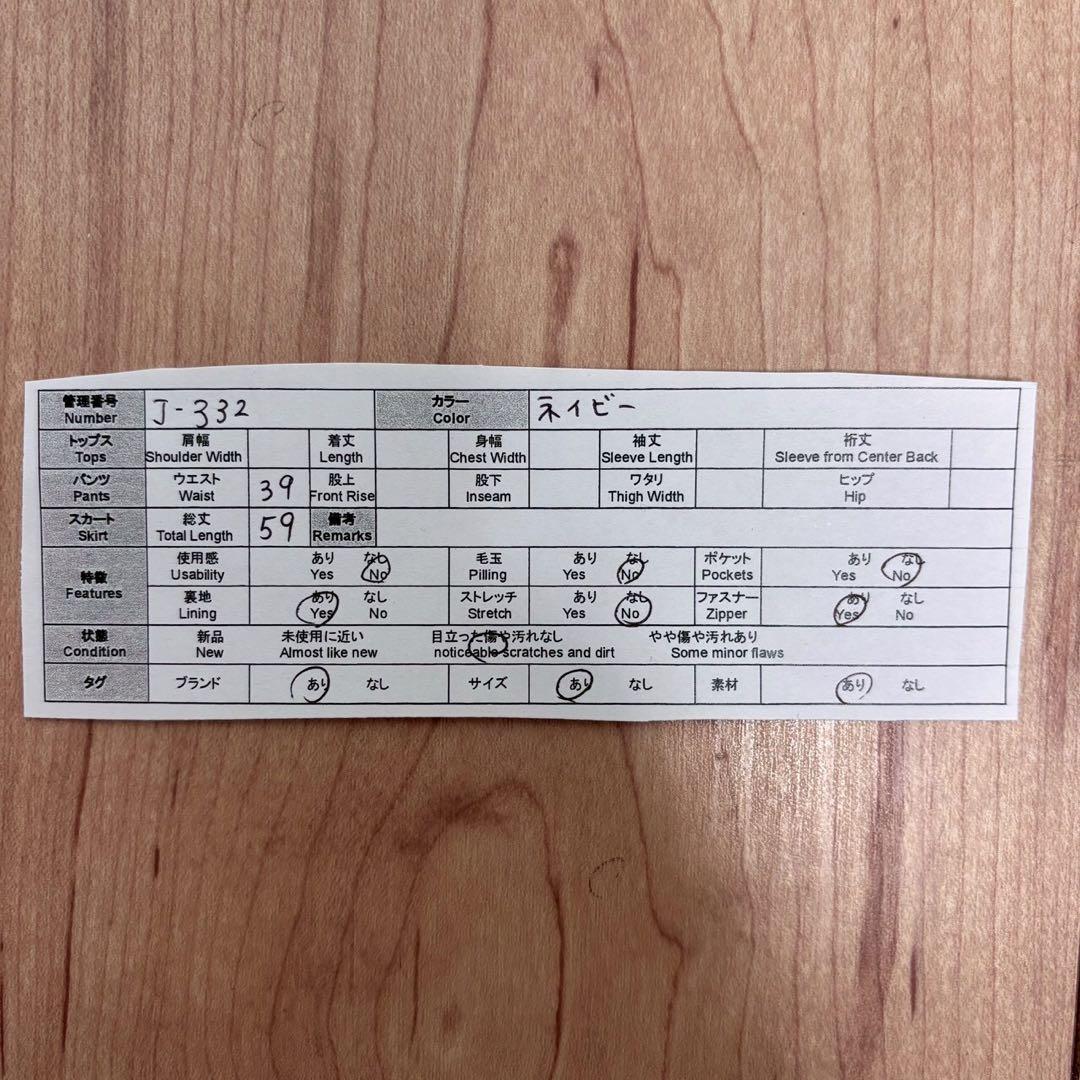 管理番号 J-332 カラー ネイビー
Number Color
トップス 肩幅 着丈 身幅 袖丈 裄丈
Tops Shoulder Width Length Chest Width Sleeve Length Sleeve from Center Back
パンツ ウエスト 39 股上 股下 ワタリ ヒップ
Pants Waist Front Rise Inseam Thigh Width Hip
スカート 総丈 59 備考
Skirt Total Length Remarks
特徴 使用感 あり なし 毛玉 あり なし ポケット あり なし
Features Usability Yes No Pilling Yes No Pockets Yes No
裏地 あり なし ストレッチ あり なし ファスナー あり なし
Lining Yes No Stretch Yes No Zipper Yes No
状態 新品 未使用に近い 目立った傷や汚れなし やや傷や汚れあり
Condition New Almost like new noticeable scratches and dirt Some minor flaws
タグ ブランド あり なし サイズ あり なし 素材 あり なし